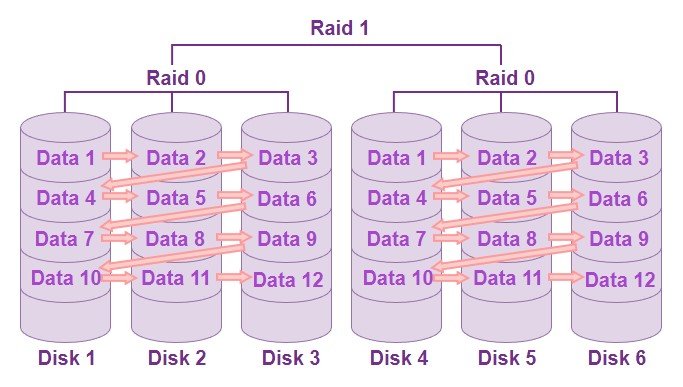 Raid 1
Raid 0 Raid 0
Data 1 Data 2 Data 3 Data 1 Data 2 Data 3
Data 4 Data 5 Data 6 Data 4 Data 5 Data 6
Data 7 Data 8 Data 9 Data 7 Data 8 Data 9
Data 10 Data 11 Data 12 Data 10 Data 11 Data 12
Disk 1 Disk 2 Disk 3 Disk 4 Disk 5 Disk 6